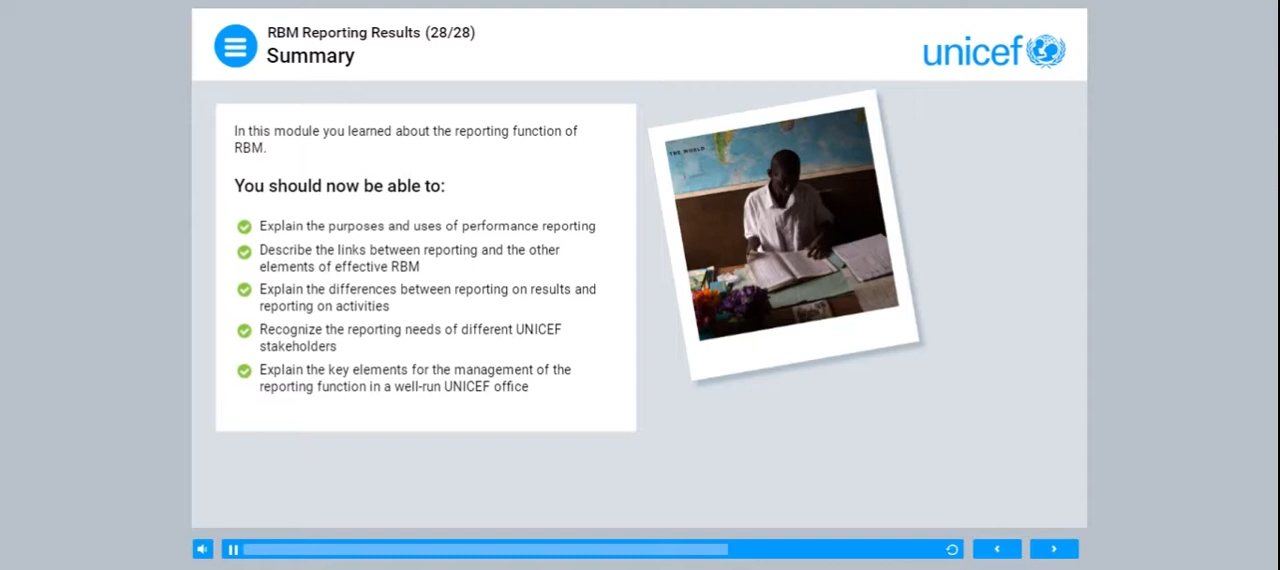 RBM Reporting Results (28/28)
Summary
unicef
In this module you learned about the reporting function of
RBM.
You should now be able to:
Explain the purposes and uses of performance reporting
Describe the links between reporting and the other
elements of effective RBM
Explain the differences between reporting on results and
reporting on activities
Recognize the reporting needs of different UNICEF
stakeholders
Explain the key elements for the management of the
reporting function in a well-run UNICEF office
THE WORLD